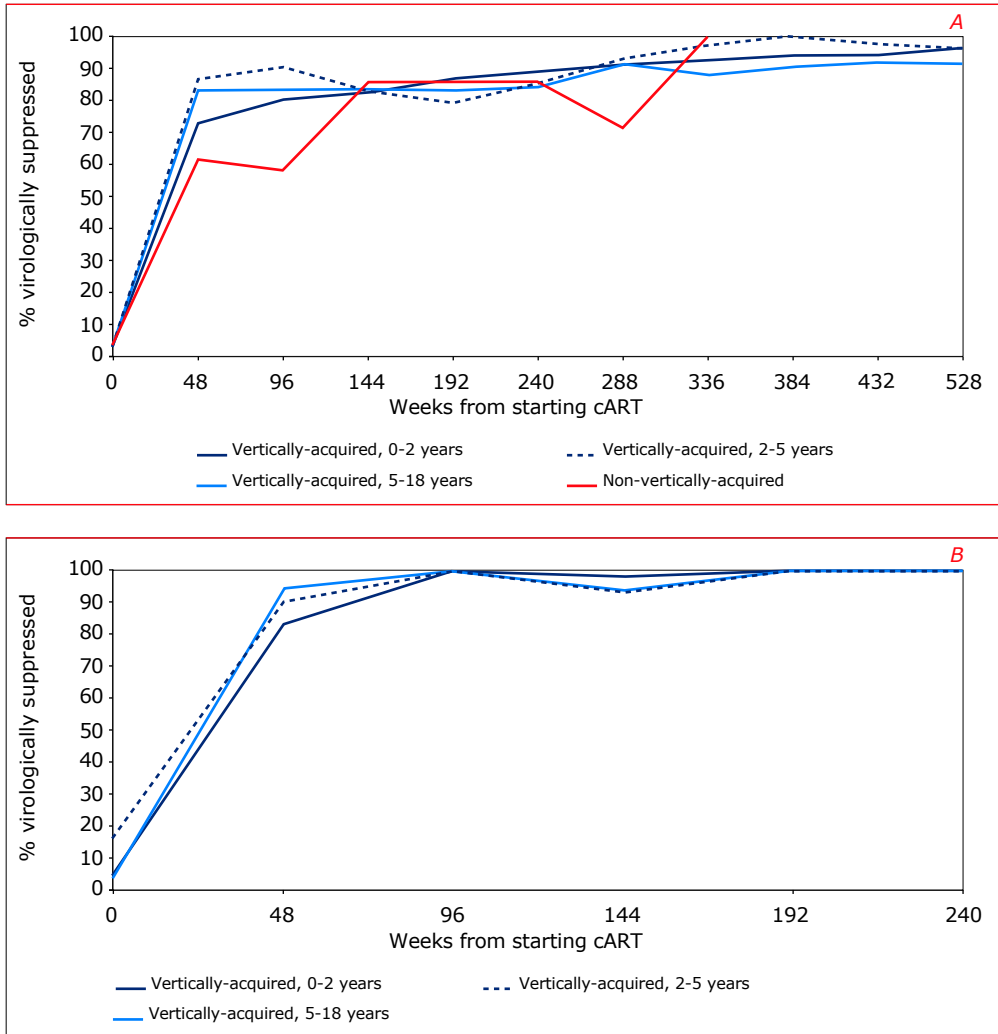 A
100
90
80
70
60
50
40
30
20
10
0
% virologically suppressed
0 48 96 144 192 240 288 336 384 432 528
Weeks from starting cART
Vertically-acquired, 0-2 years
Vertically-acquired, 2-5 years
Vertically-acquired, 5-18 years
Non-vertically-acquired
B
100
90
80
70
60
50
40
30
20
10
0
% virologically suppressed
0 48 96 144 192 240
Weeks from starting cART
Vertically-acquired, 0-2 years
Vertically-acquired, 2-5 years
Vertically-acquired, 5-18 years